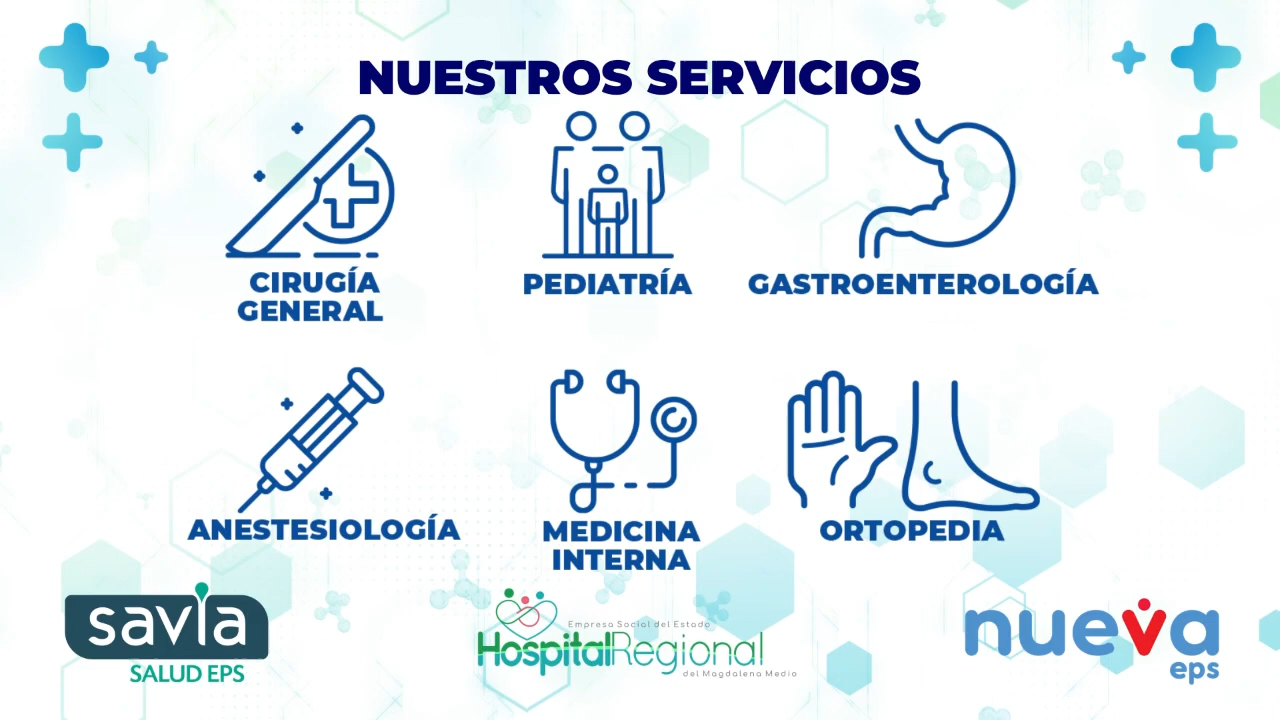 NUESTROS SERVICIOS
CIRUGÍA
GENERAL
PEDIATRÍA
GASTROENTEROLOGÍA
ANESTESIOLOGÍA
MEDICINA
INTERNA
ORTOPEDIA
savia
SALUD EPS
Empresa Social del Estado
HospitalRegional
del Magdalena Medio
nueva
eps